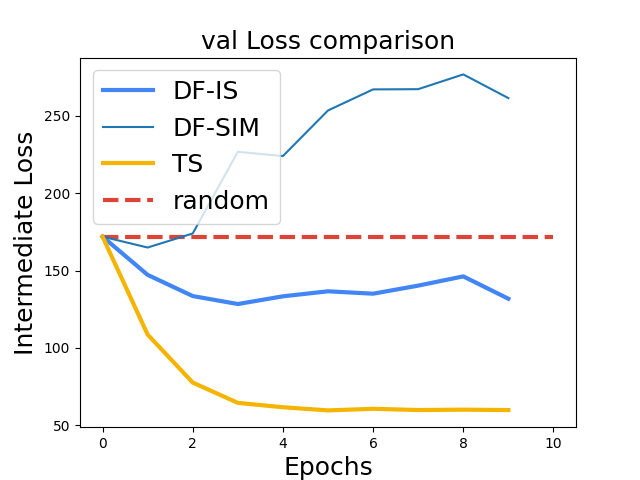 val Loss comparison
Intermediate Loss
250
200
150
100
50
DF-IS
DF-SIM
TS
random
0
2
4
6
8
10
Epochs